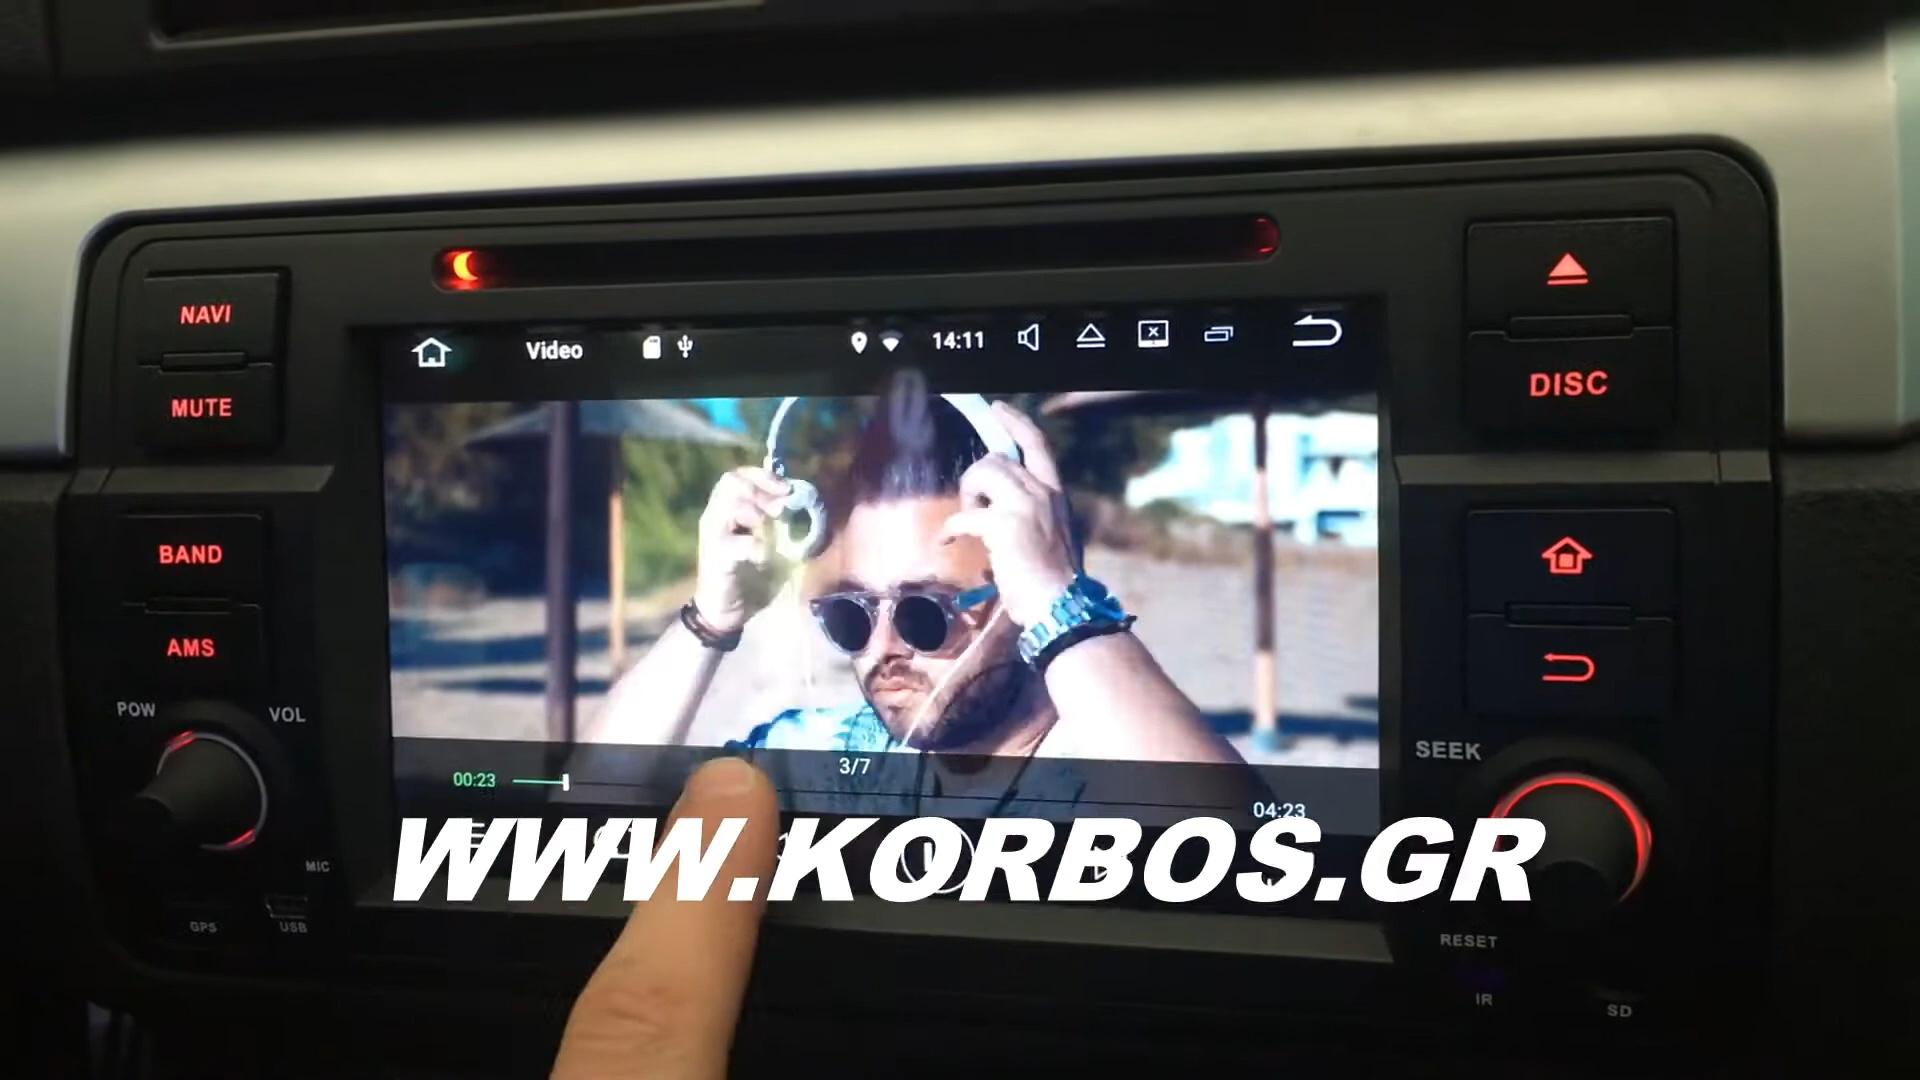 NAVI
MUTE
BAND
AMS
POW
VOL
MIC
GPS
USB
Video
14:11
00:23
3/7
04:23
WWW.KORBOS.GR
DISC
SEEK
RESET
IR
SD